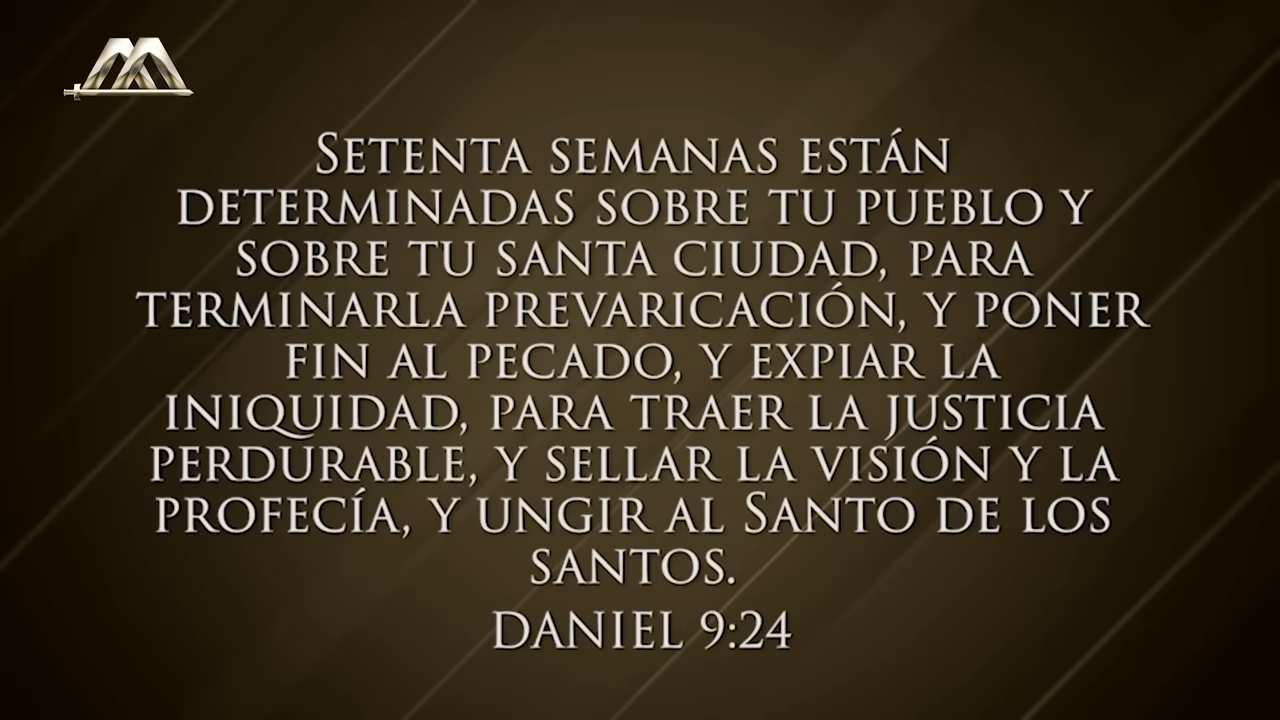 Setenta semanas están
determinadas sobre tu pueblo y
sobre tu santa ciudad, para
terminarla prevaricación, y poner
fin al pecado, y expiar la
iniquidad, para traer la justicia
perdurable, y sellar la visión y la
profecía, y ungir al Santo de los
santos.
DANIEL 9:24